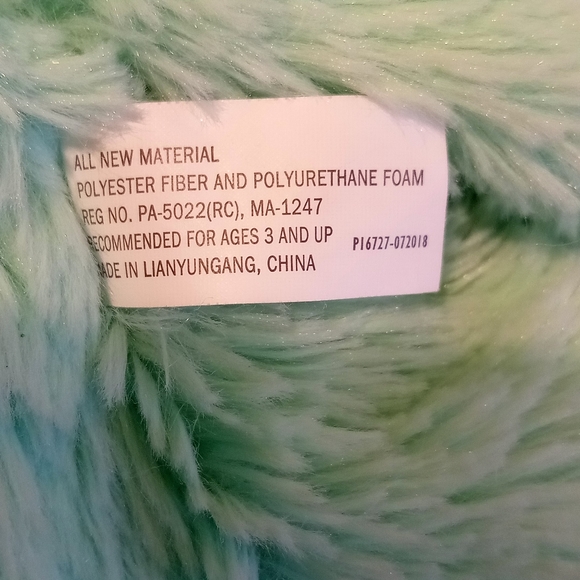 ALL NEW MATERIAL
POLYESTER FIBER AND POLYURETHANE FOAM
REG NO. PA-5022(RC), MA-1247
RECOMMENDED FOR AGES 3 AND UP
MADE IN LIANYUNGANG, CHINA
P16727-072018